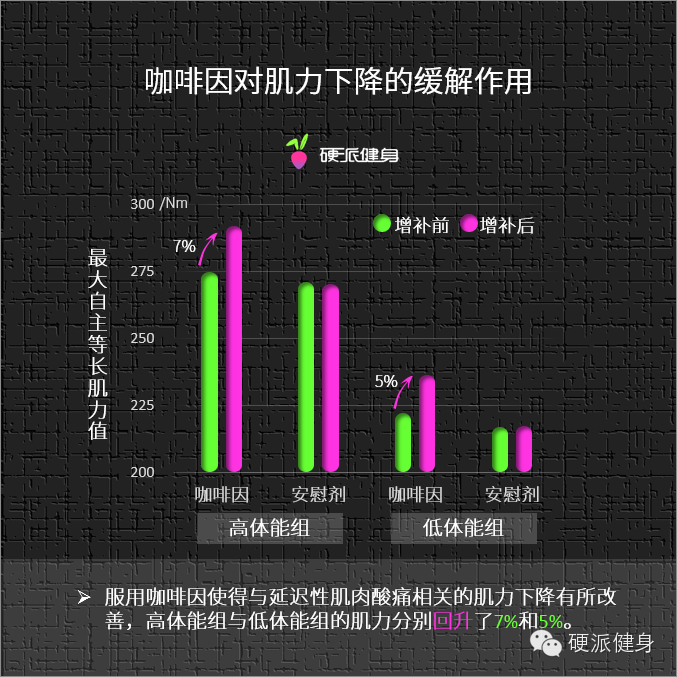 咖啡因对肌力下降的缓解作用
硬派健身
300 /Nm
增补前 增补后
7%
275
最大自主等长肌力值
250
5%
225
200
咖啡因 安慰剂 咖啡因 安慰剂
高体能组 低体能组
服用咖啡因使得与延迟性肌肉酸痛相关的肌力下降有所改
善，高体能组与低体能组的肌力分别回升了7%和5%。
硬派健身